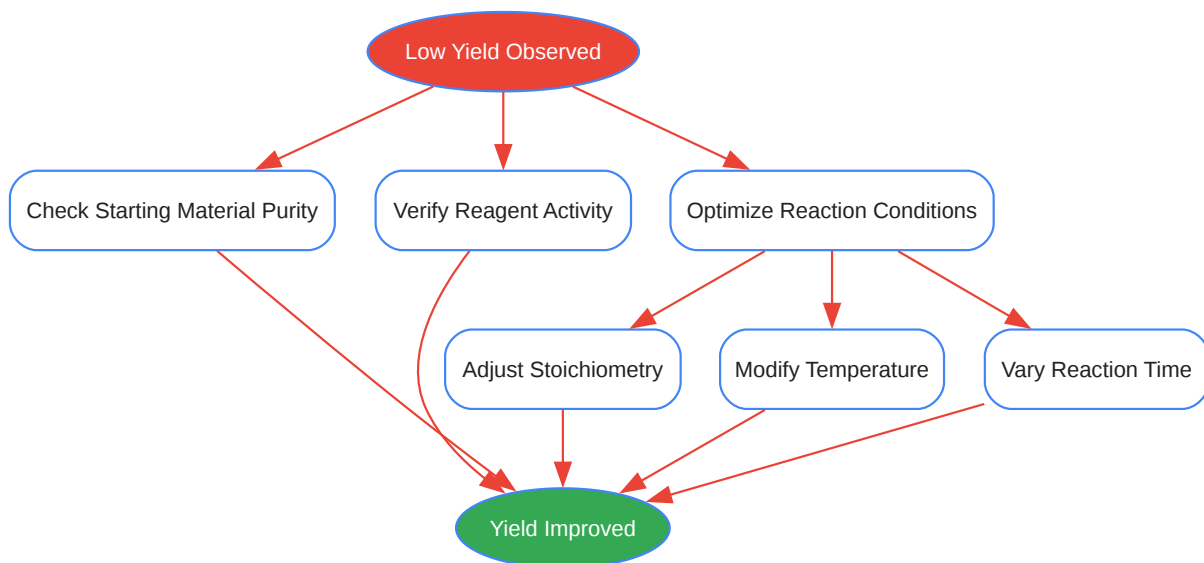 Low Yield Observed
Check Starting Material Purity
Verify Reagent Activity
Optimize Reaction Conditions
Adjust Stoichiometry
Modify Temperature
Vary Reaction Time
Yield Improved